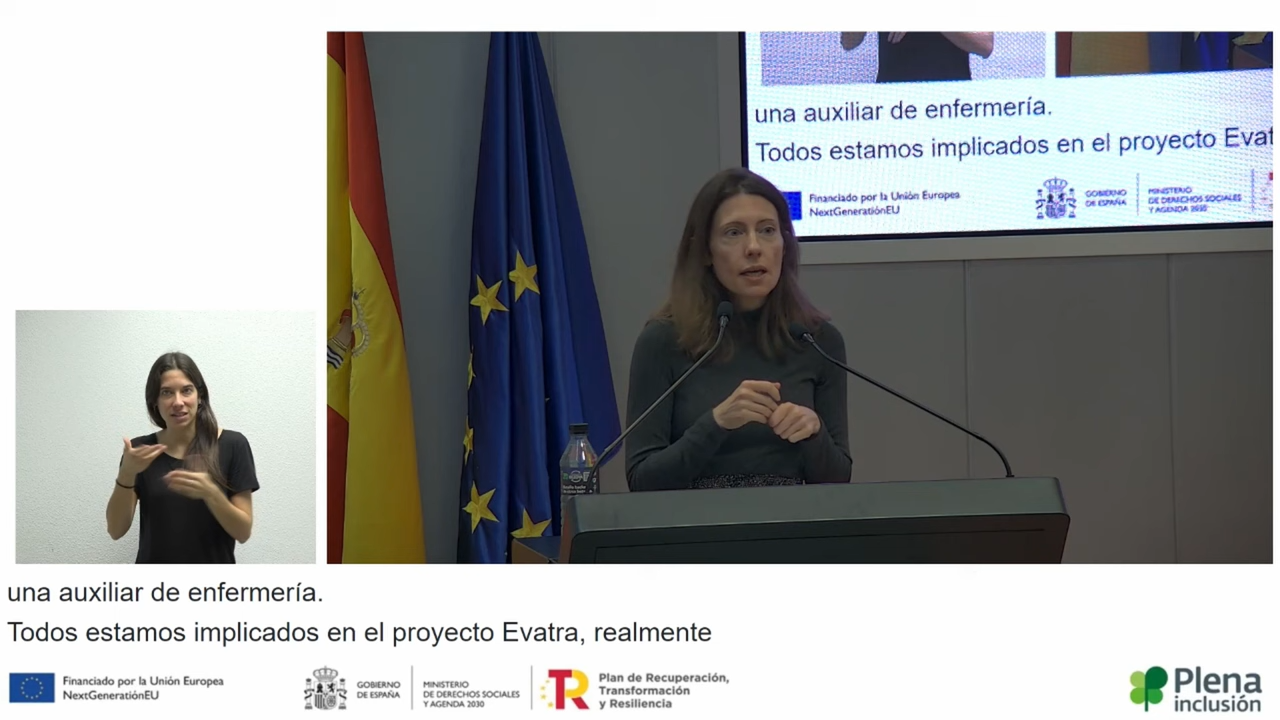 una auxiliar de enfermería.
Todos estamos implicados en el proyecto Evat
Financiado por la Unión Europea
NextGenerationEU
GOBIERNO
DE ESPAÑA
MINISTERIO
DE DERECHOS SOCIALES
Y AGENDA 2030
una auxiliar de enfermería.
Todos estamos implicados en el proyecto Evatra, realmente
Financiado por la Unión Europea
NextGenerationEU
GOBIERNO
DE ESPAÑA
MINISTERIO
DE DERECHOS SOCIALES
Y AGENDA 2030
TR
Plan de Recuperación,
Transformación
y Resiliencia
Plena
inclusión